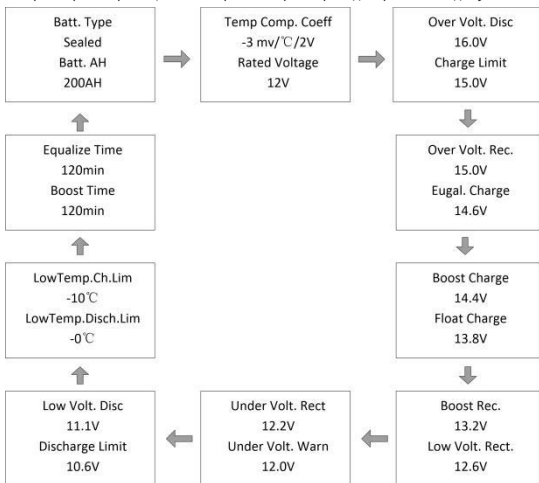 Batt. Type
Sealed
Batt. AH
200AH
Temp Comp. Coeff
-3 mv/℃/2V
Rated Voltage
12V
Over Volt. Disc
16.0V
Charge Limit
15.0V
Over Volt. Rec.
15.0V
Eugal. Charge
14.6V
Boost Charge
14.4V
Float Charge
13.8V
Boost Rec.
13.2V
Low Volt. Rect.
12.6V
Under Volt. Rect
12.2V
Under Volt. Warn
12.0V
Low Volt. Disc
11.1V
Discharge Limit
10.6V
LowTemp.Ch.Lim
-10℃
LowTemp.Disch.Lim
-0℃
Equalize Time
120min
Boost Time
120min